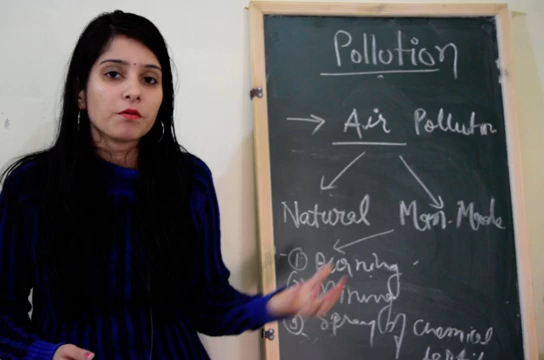 Pollution
→ Air Pollution
Natural Man. Made
① Burning
② Mining
③ Spray of chemical